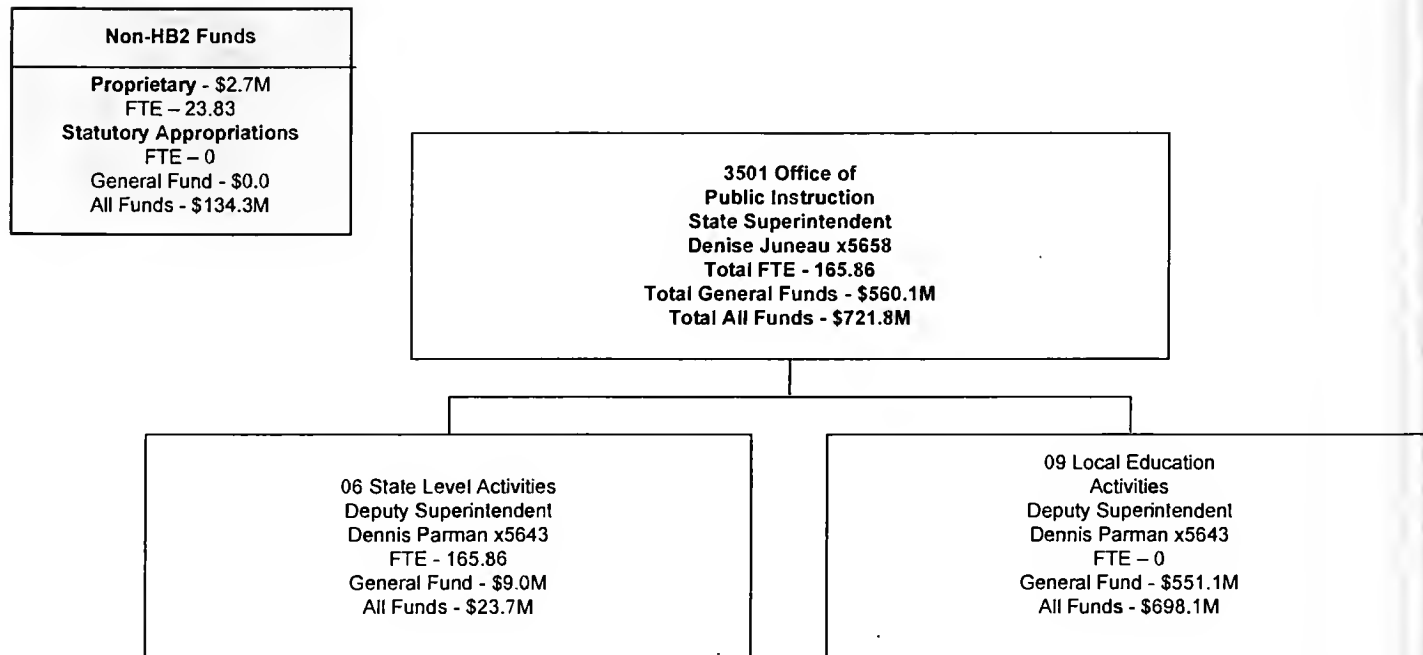 Non-HB2 Funds
Proprietary - $2.7M
FTE – 23.83
Statutory Appropriations
FTE – 0
General Fund - $0.0
All Funds - $134.3M
3501 Office of
Public Instruction
State Superintendent
Denise Juneau x5658
Total FTE - 165.86
Total General Funds - $560.1M
Total All Funds - $721.8M
06 State Level Activities
Deputy Superintendent
Dennis Parman x5643
FTE - 165.86
General Fund - $9.0M
All Funds - $23.7M
09 Local Education
Activities
Deputy Superintendent
Dennis Parman x5643
FTE – 0
General Fund - $551.1M
All Funds - $698.1M